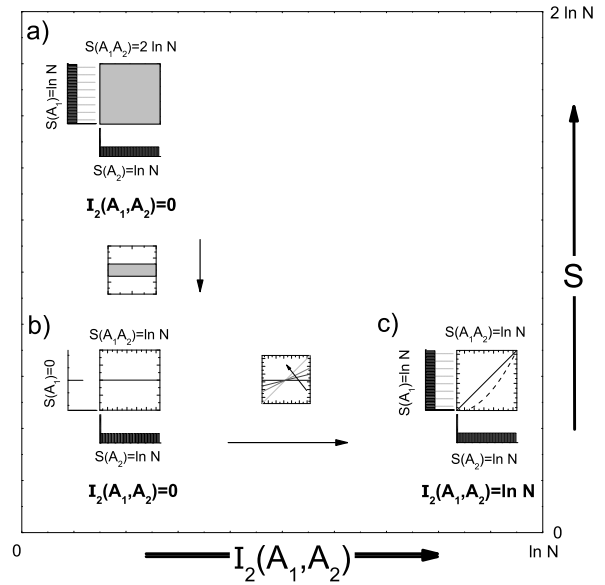 2 ln N
a)
S(A₁A₂)=2 ln N
S(A₁)=ln N
S(A₂)=ln N
I₂(A₁,A₂)=0
S
b)
S(A₁A₂)=ln N
S(A₁)=0
S(A₂)=ln N
I₂(A₁,A₂)=0
c)
S(A₁A₂)=ln N
S(A₁)=ln N
S(A₂)=ln N
I₂(A₁,A₂)=ln N
0
0
I₂(A₁,A₂)
ln N